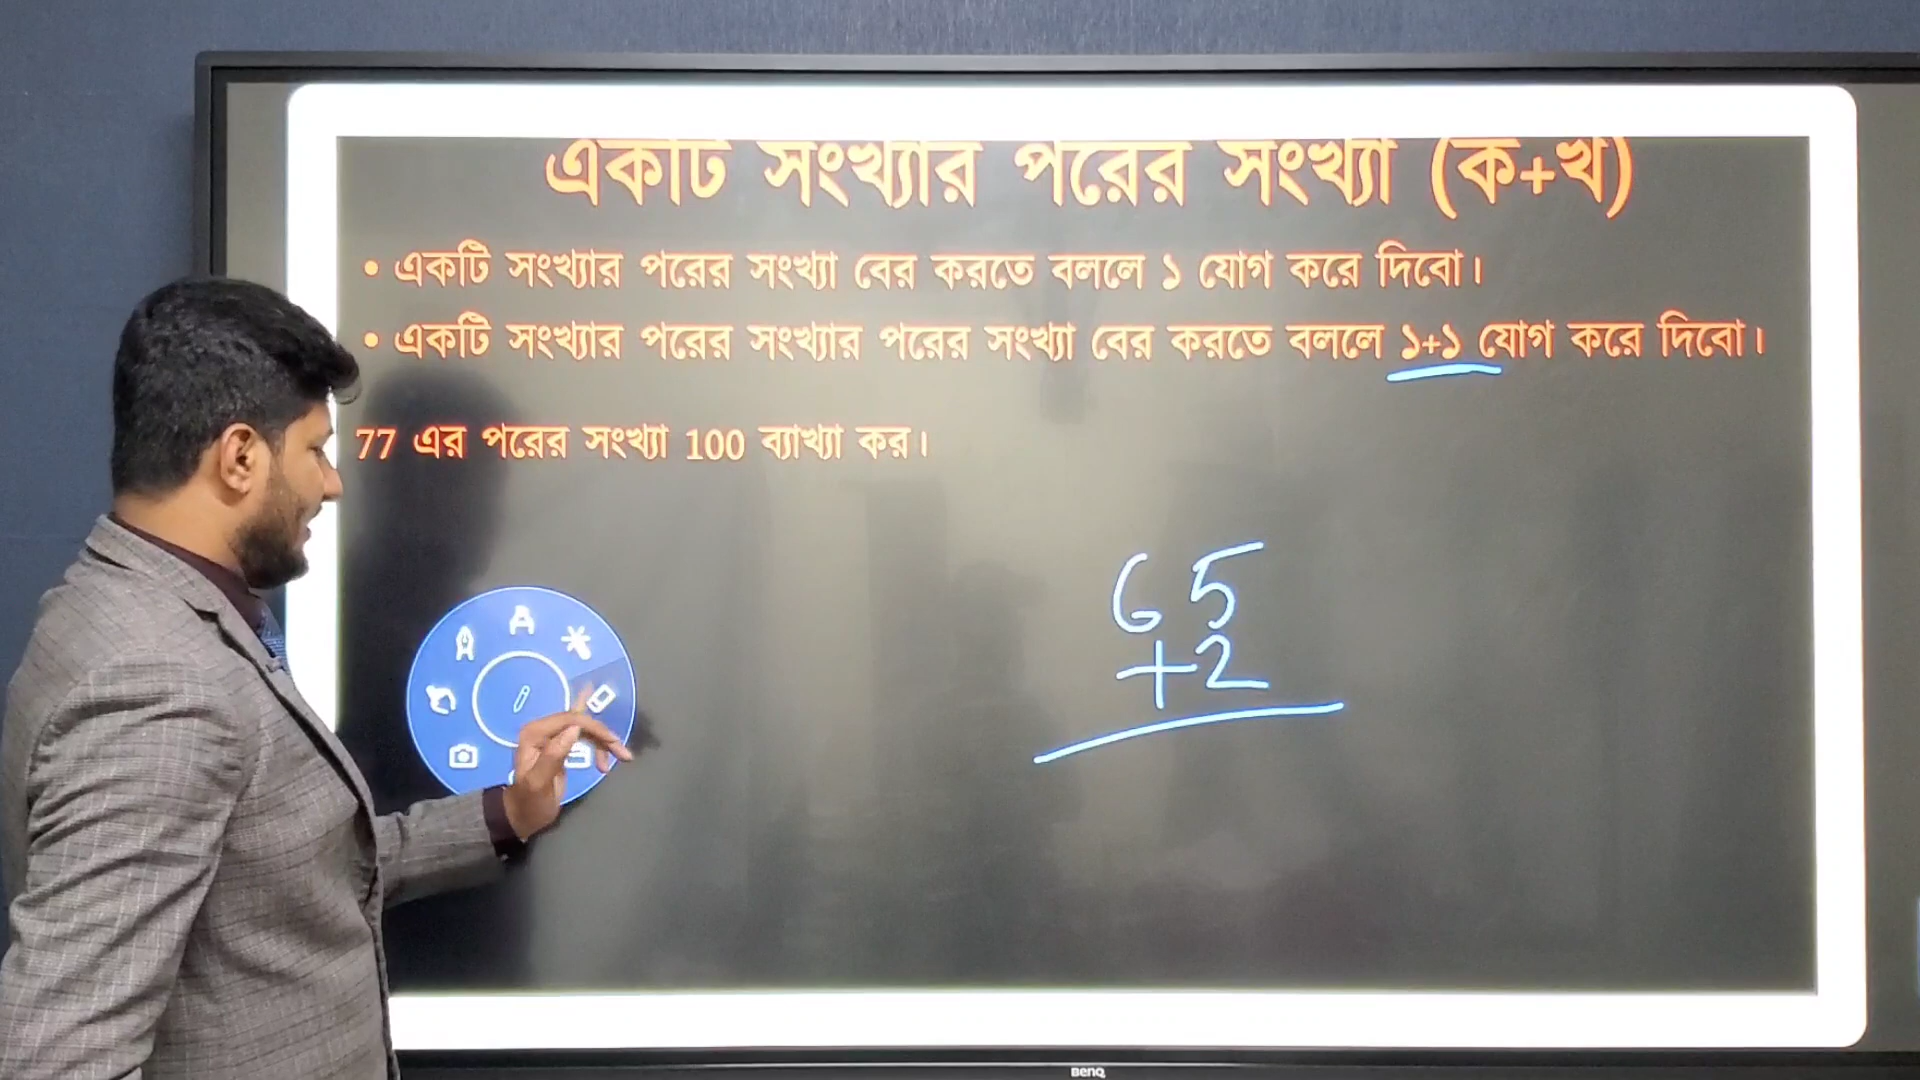 একটি সংখ্যার পরের সংখ্যা (ক+খ)
• একটি সংখ্যার পরের সংখ্যা বের করতে বললে ১ যোগ করে দিবো।
• একটি সংখ্যার পরের সংখ্যার পরের সংখ্যা বের করতে বললে ১+১ যোগ করে দিবো।
77 এর পরের সংখ্যা 100 ব্যাখ্যা কর।
65
+2
BenQ